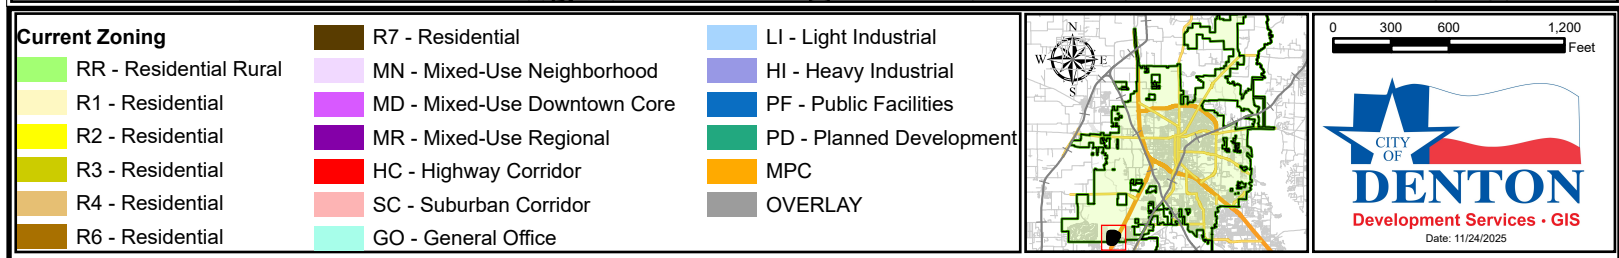 Current Zoning
RR - Residential Rural
R1 - Residential
R2 - Residential
R3 - Residential
R4 - Residential
R6 - Residential
R7 - Residential
MN - Mixed-Use Neighborhood
MD - Mixed-Use Downtown Core
MR - Mixed-Use Regional
HC - Highway Corridor
SC - Suburban Corridor
GO - General Office
LI - Light Industrial
HI - Heavy Industrial
PF - Public Facilities
PD - Planned Development
MPC
OVERLAY
N
W E
S
0 300 600 1,200
Feet
CITY
OF
DENTON
Development Services • GIS
Date: 11/24/2025